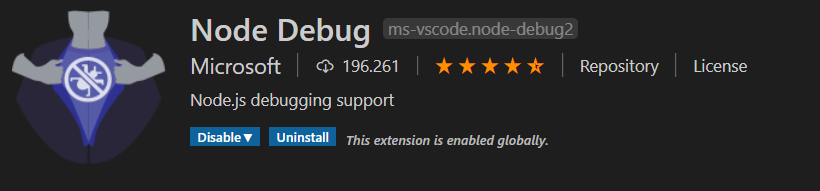 Node Debug ms-vscode.node-debug2
Microsoft 196.261 Repository License
Node.js debugging support
Disable▼ Uninstall This extension is enabled globally.